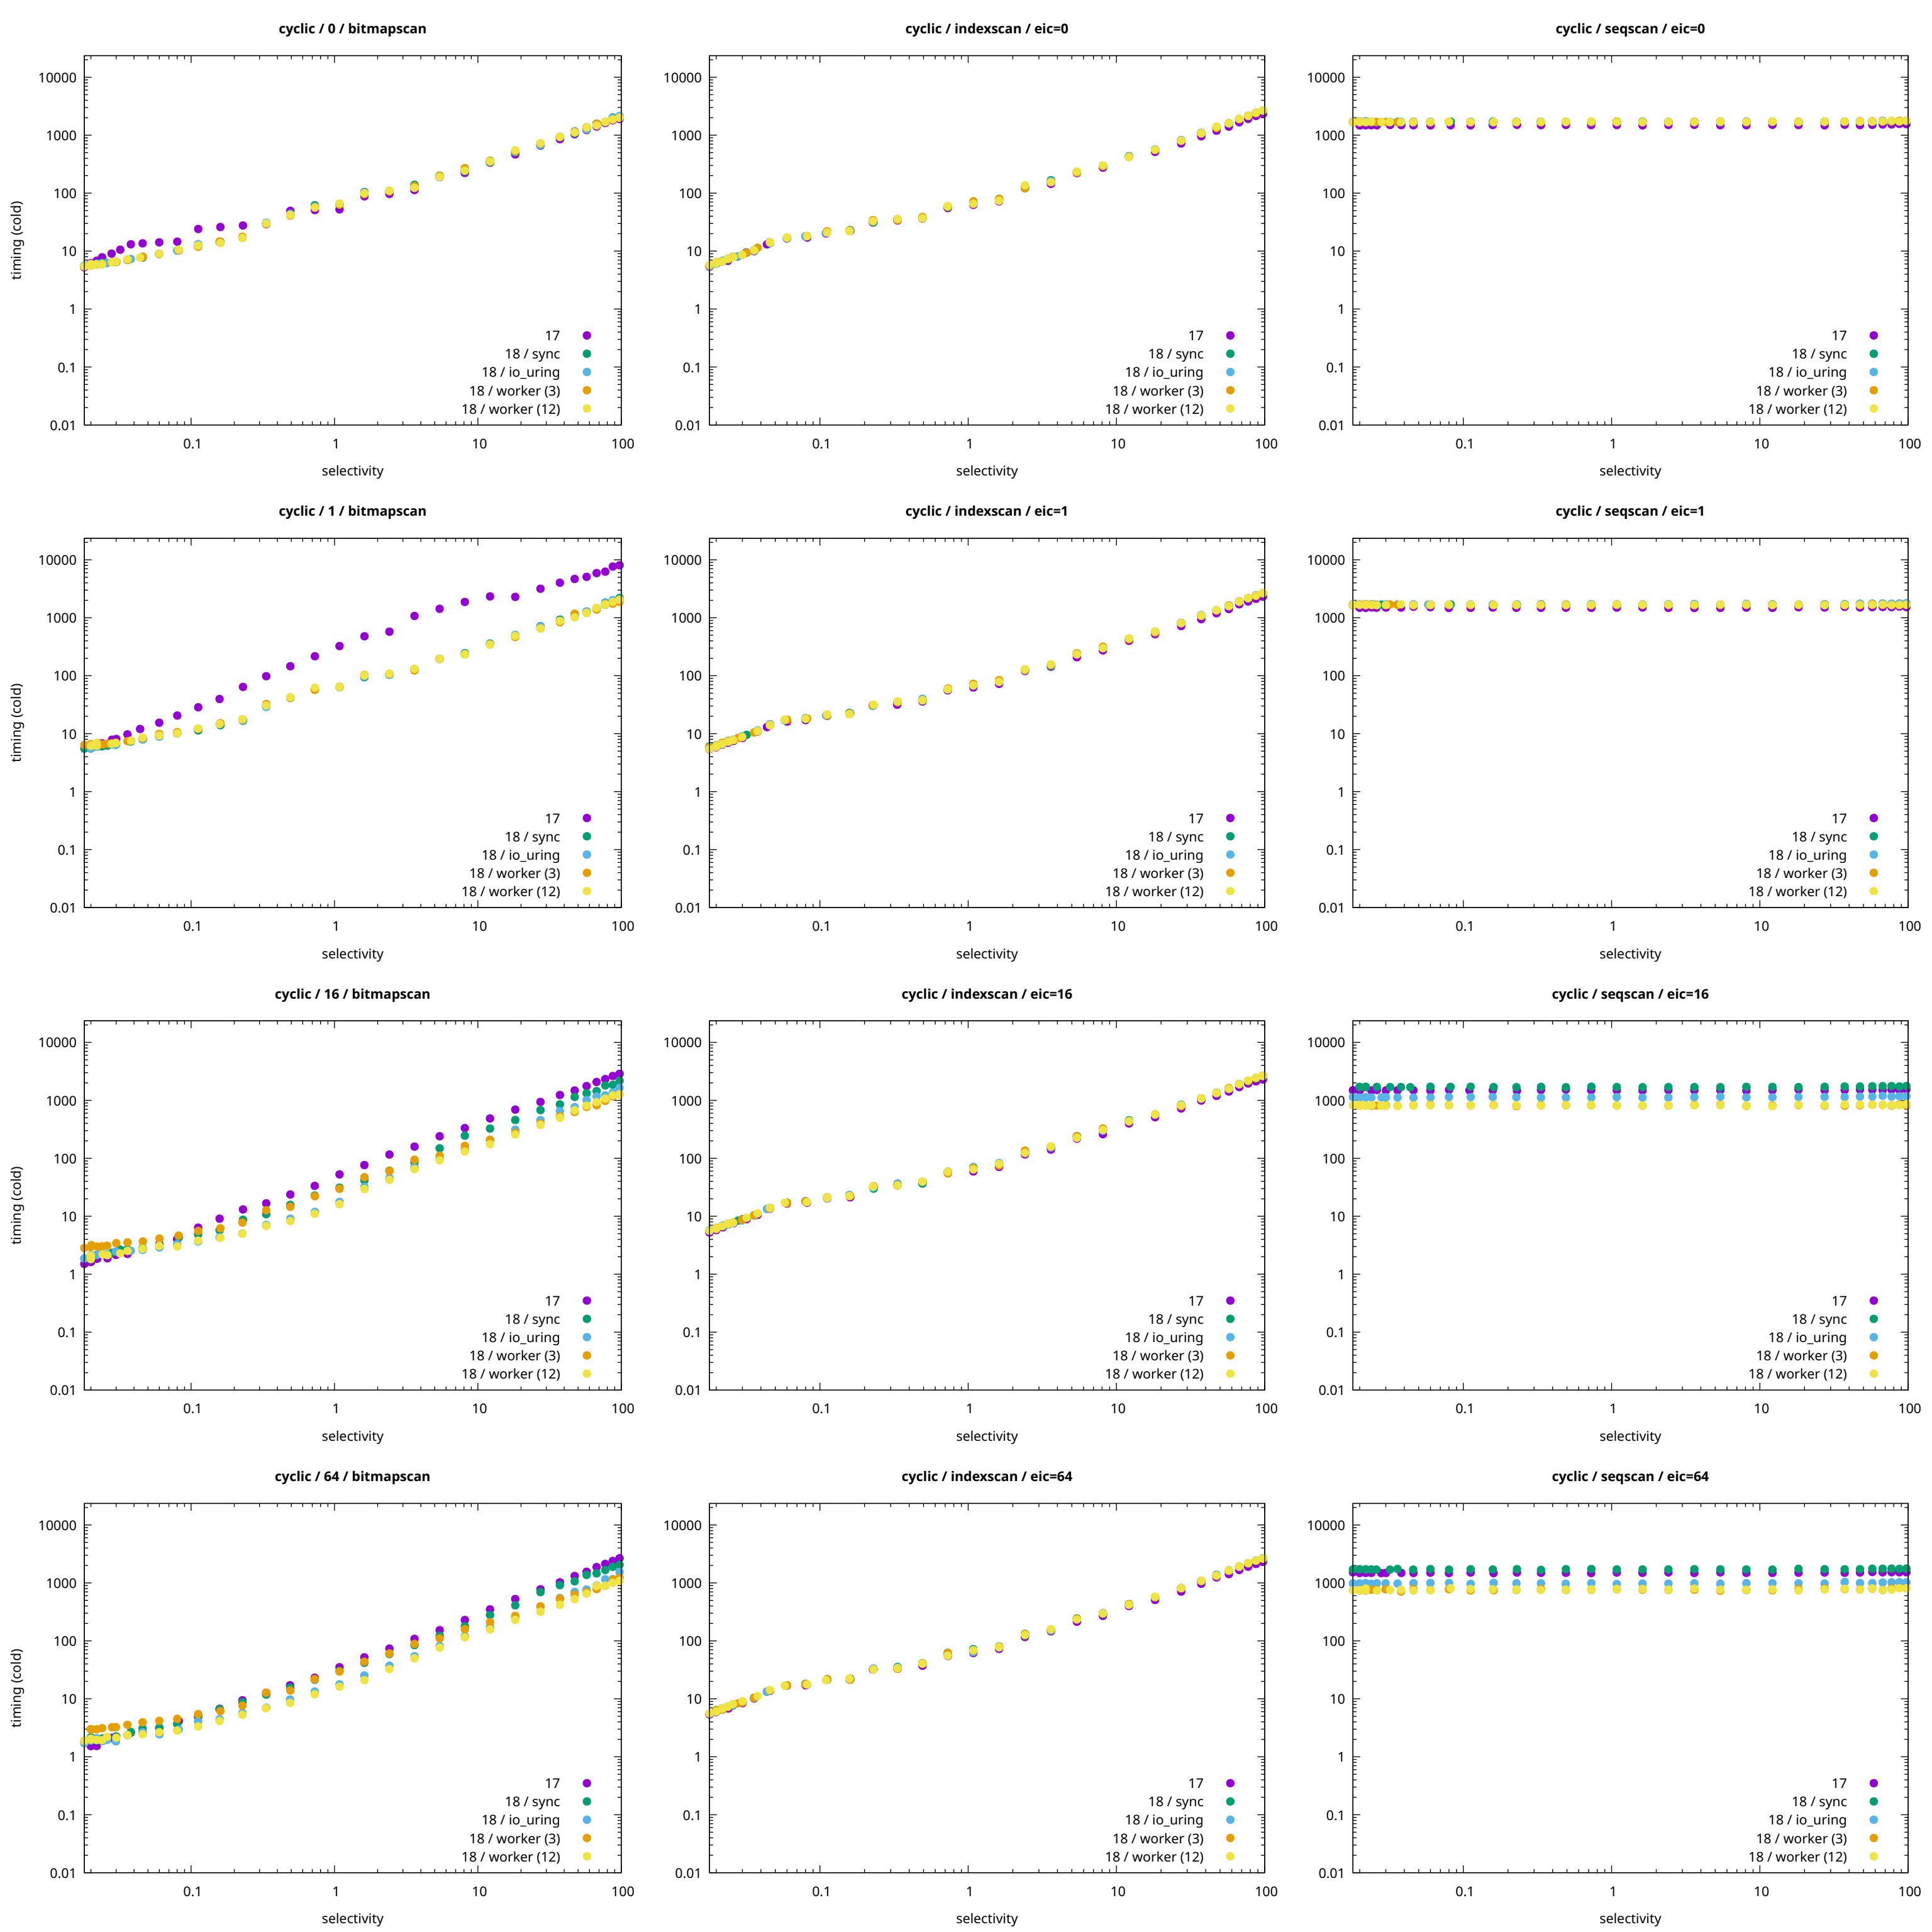 cyclic / 0 / bitmapscan
10000
1000
100
10
1
0.1
0.01
timing (cold)
17
18 / sync
18 / io_uring
18 / worker (3)
18 / worker (12)
0.1 1 10 100
selectivity
cyclic / indexscan / eic=0
10000
1000
100
10
1
0.1
0.01
17
18 / sync
18 / io_uring
18 / worker (3)
18 / worker (12)
0.1 1 10 100
selectivity
cyclic / seqscan / eic=0
10000
1000
100
10
1
0.1
0.01
17
18 / sync
18 / io_uring
18 / worker (3)
18 / worker (12)
0.1 1 10 100
selectivity
cyclic / 1 / bitmapscan
10000
1000
100
10
1
0.1
0.01
timing (cold)
17
18 / sync
18 / io_uring
18 / worker (3)
18 / worker (12)
0.1 1 10 100
selectivity
cyclic / indexscan / eic=1
10000
1000
100
10
1
0.1
0.01
17
18 / sync
18 / io_uring
18 / worker (3)
18 / worker (12)
0.1 1 10 100
selectivity
cyclic / seqscan / eic=1
10000
1000
100
10
1
0.1
0.01
17
18 / sync
18 / io_uring
18 / worker (3)
18 / worker (12)
0.1 1 10 100
selectivity
cyclic / 16 / bitmapscan
10000
1000
100
10
1
0.1
0.01
timing (cold)
17
18 / sync
18 / io_uring
18 / worker (3)
18 / worker (12)
0.1 1 10 100
selectivity
cyclic / indexscan / eic=16
10000
1000
100
10
1
0.1
0.01
17
18 / sync
18 / io_uring
18 / worker (3)
18 / worker (12)
0.1 1 10 100
selectivity
cyclic / seqscan / eic=16
10000
1000
100
10
1
0.1
0.01
17
18 / sync
18 / io_uring
18 / worker (3)
18 / worker (12)
0.1 1 10 100
selectivity
cyclic / 64 / bitmapscan
10000
1000
100
10
1
0.1
0.01
timing (cold)
17
18 / sync
18 / io_uring
18 / worker (3)
18 / worker (12)
0.1 1 10 100
selectivity
cyclic / indexscan / eic=64
10000
1000
100
10
1
0.1
0.01
17
18 / sync
18 / io_uring
18 / worker (3)
18 / worker (12)
0.1 1 10 100
selectivity
cyclic / seqscan / eic=64
10000
1000
100
10
1
0.1
0.01
17
18 / sync
18 / io_uring
18 / worker (3)
18 / worker (12)
0.1 1 10 100
selectivity